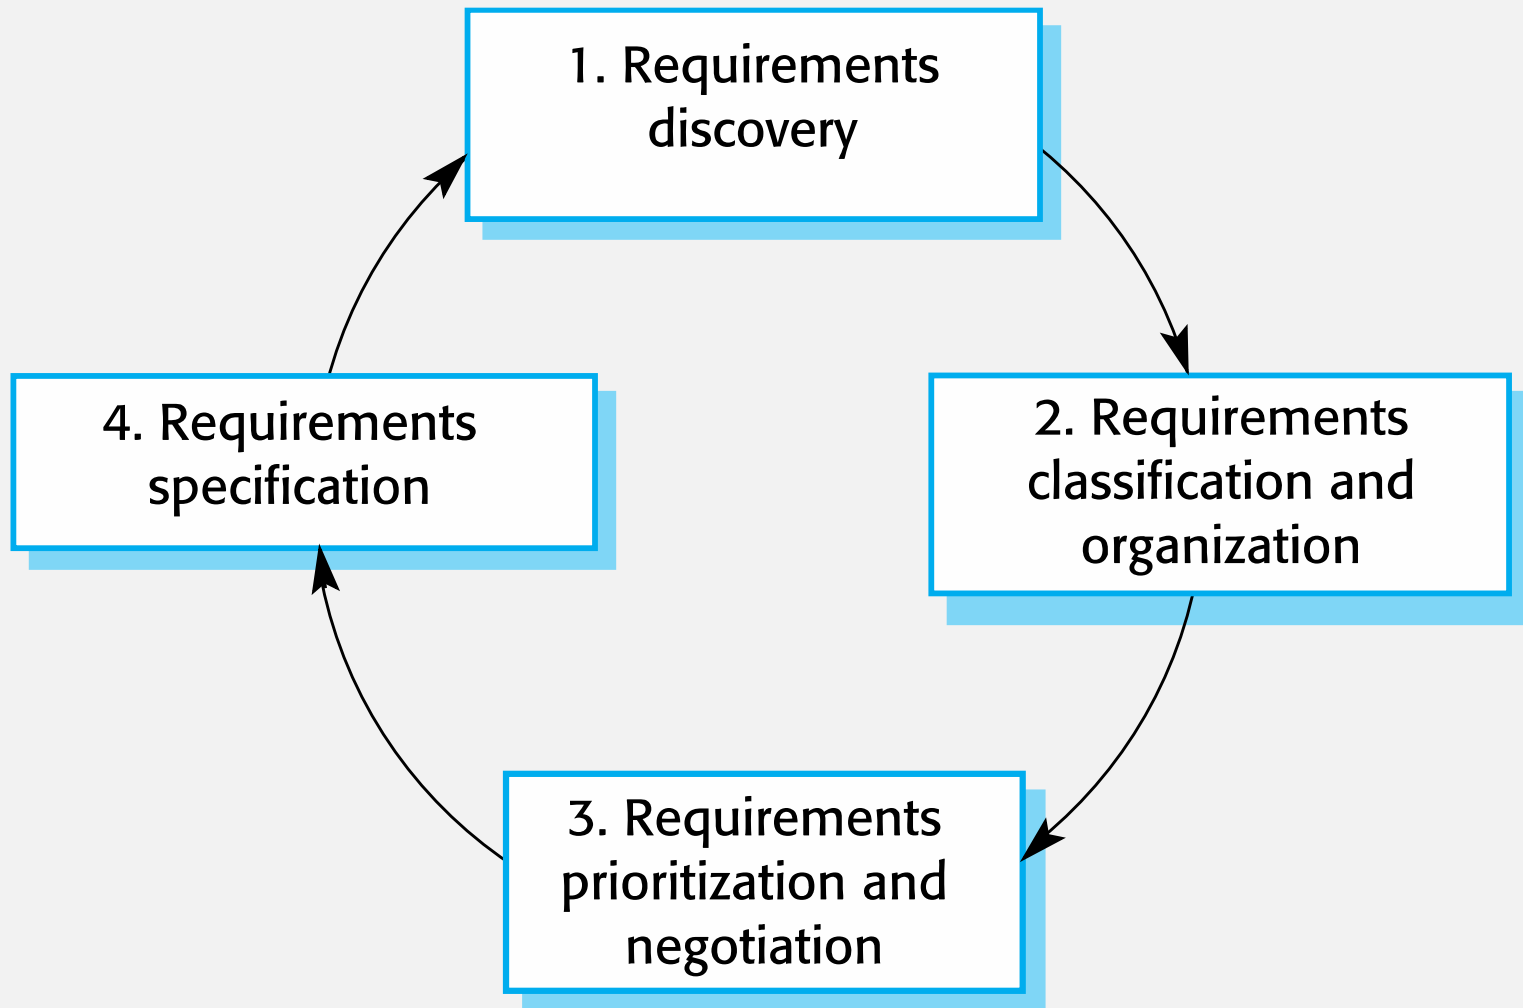 1. Requirements
discovery
2. Requirements
classification and
organization
3. Requirements
prioritization and
negotiation
4. Requirements
specification